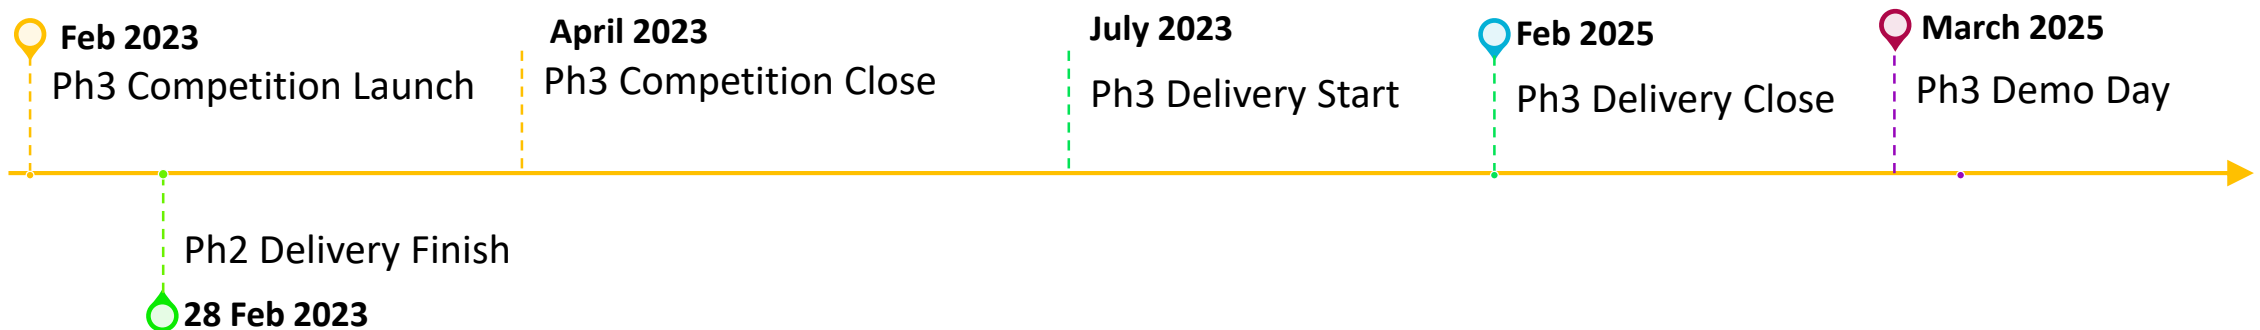 Feb 2023
Ph3 Competition Launch
April 2023
Ph3 Competition Close
July 2023
Ph3 Delivery Start
Feb 2025
Ph3 Delivery Close
March 2025
Ph3 Demo Day
Ph2 Delivery Finish
28 Feb 2023